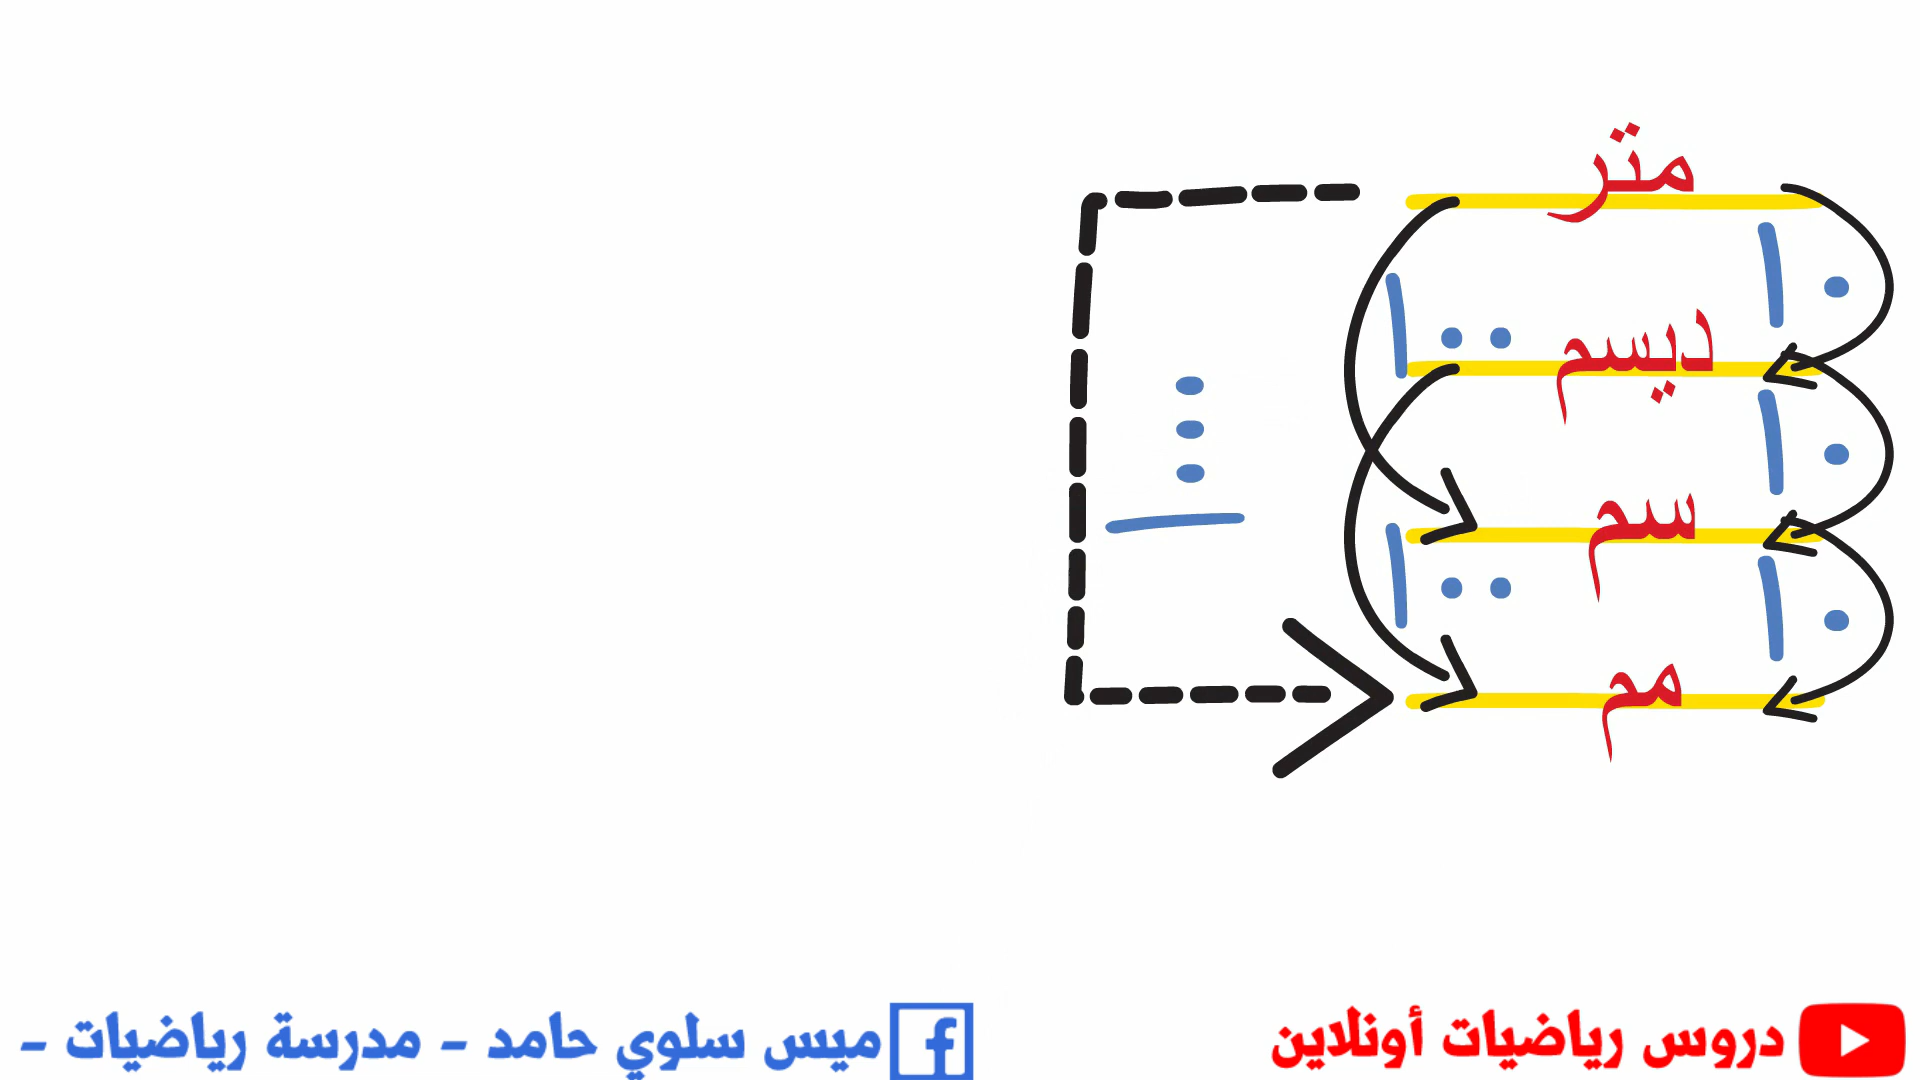 متر
١٠
١٠٠
ديسم
١٠
١٠٠٠
سم
١٠
١٠٠
مم
دروس رياضيات أونلاين
ميس سلوي حامد - مدرسة رياضيات -